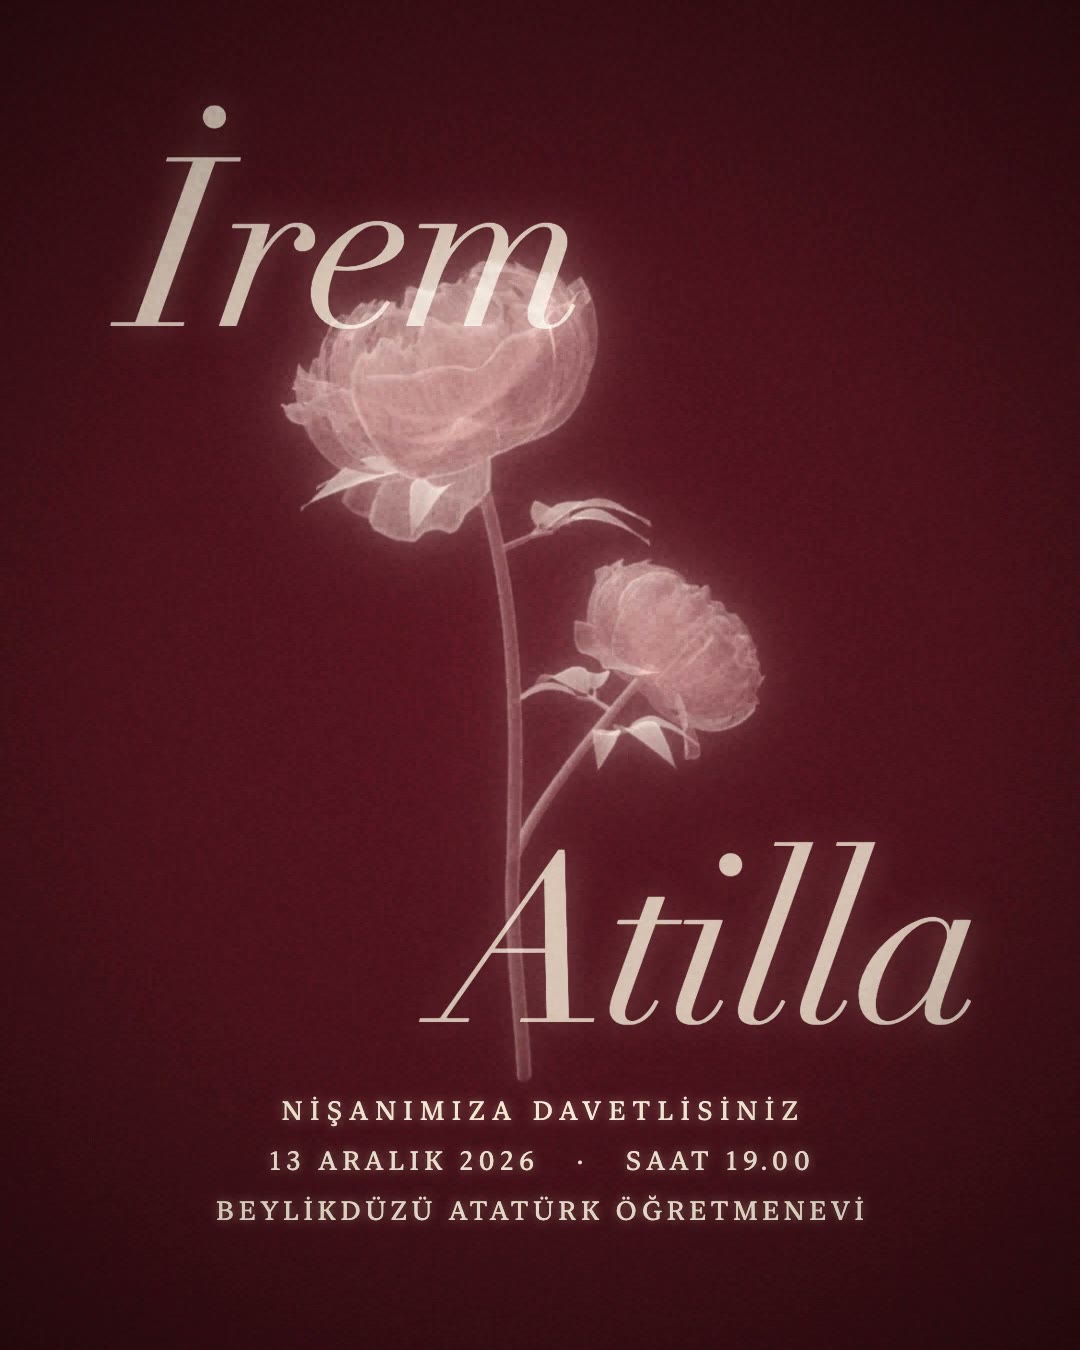 İrem
Atilla
NİŞANIMIZA DAVETLİSİNİZ
13 ARALIK 2026 · SAAT 19.00
BEYLİKDÜZÜ ATATÜRK ÖĞRETMENEVİ